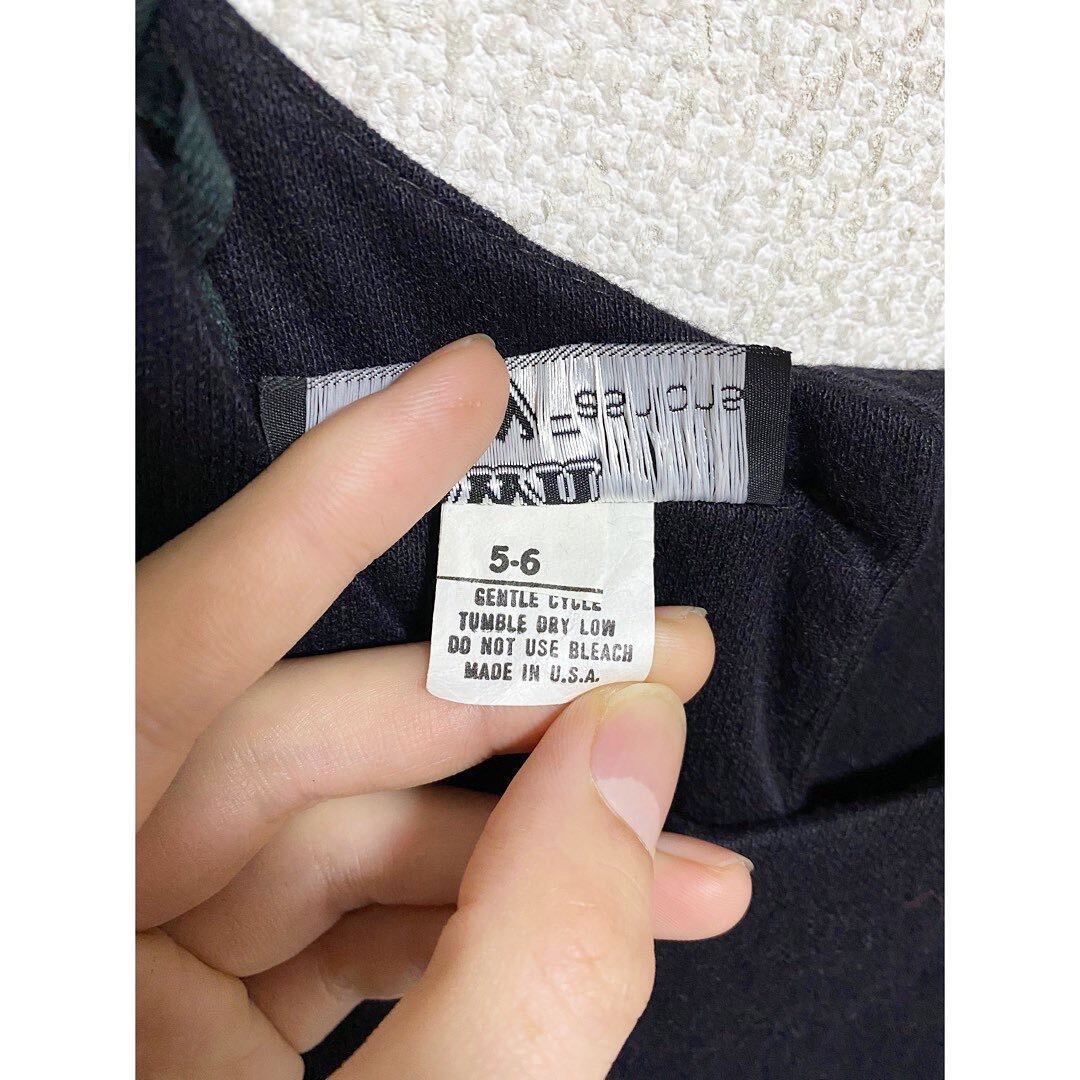 5-6
GENTLE CYCLE
TUMBLE DRY LOW
DO NOT USE BLEACH
MADE IN U.S.A.